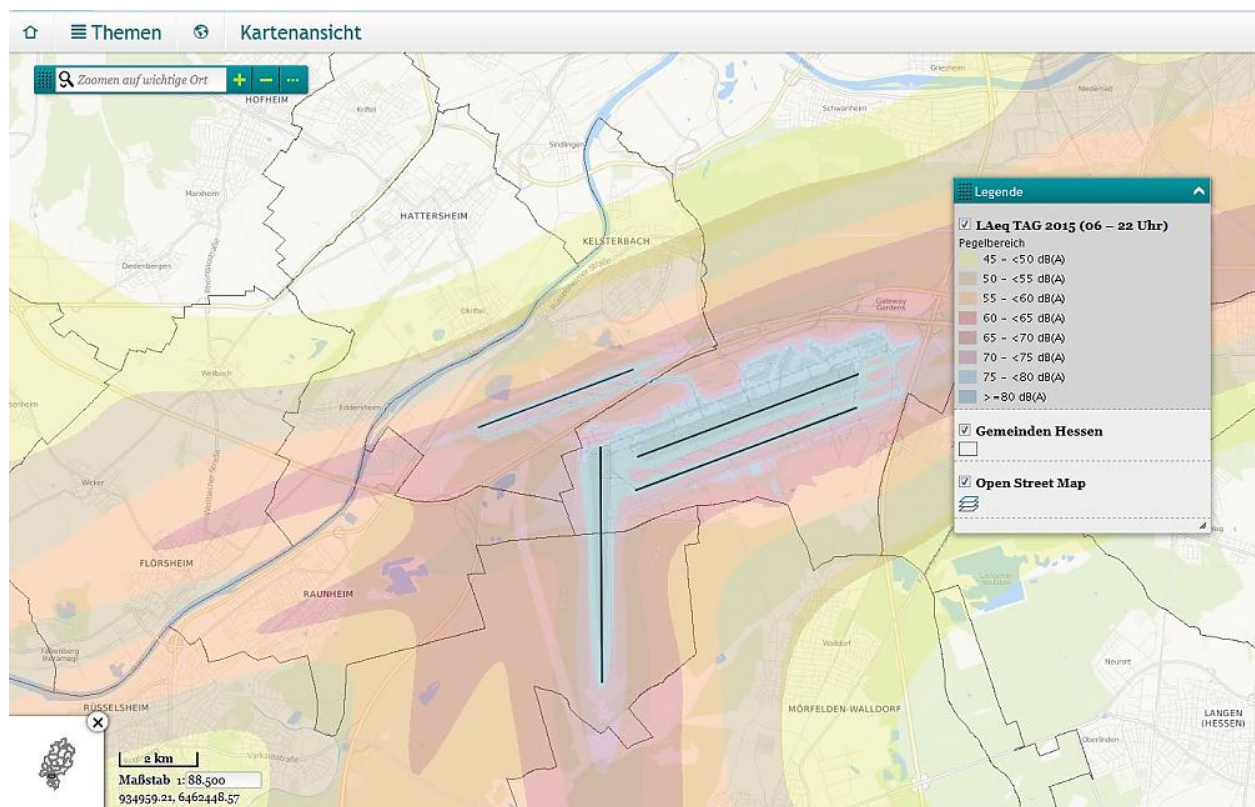 Themen
Kartenansicht
Zoomen auf wichtige Ort
HOFHEIM
Kriftel
Sindlingen
Schwanheim
Griesheim
Niederrad
Marxheim
HATTERSHEIM
Diedenbergen
KELSTERBACH
Okriftel
Gateway
Gardens
Weilbach
Eddersheim
Wicker
FLÖRSHEIM
RAUNHEIM
RÜSSELSHEIM
Walldorf
MÖRFELDEN-WALLDORF
Neurott
LANGEN
(HESSEN)
Oberlinden
Legende
LAeq TAG 2015 (06 – 22 Uhr)
Pegelbereich
45 - <50 dB(A)
50 - <55 dB(A)
55 - <60 dB(A)
60 - <65 dB(A)
65 - <70 dB(A)
70 - <75 dB(A)
75 - <80 dB(A)
>=80 dB(A)
Gemeinden Hessen
Open Street Map
2 km
Maßstab 1: 88.500
934959.21, 6462448.57